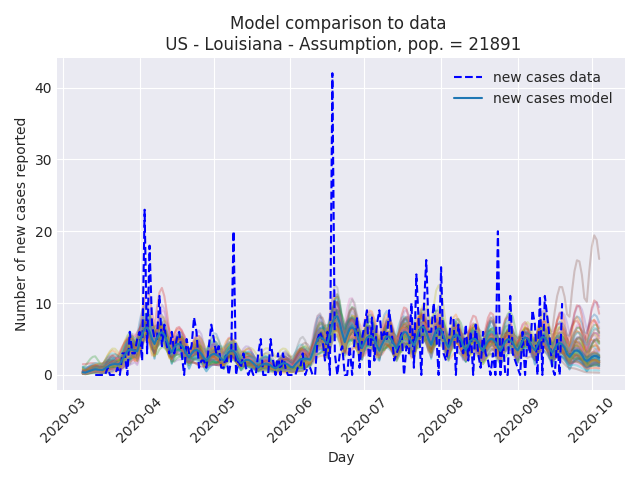 Model comparison to data
US - Louisiana - Assumption, pop. = 21891
new cases data
new cases model
Number of new cases reported
40
30
20
10
0
2020-03
2020-04
2020-05
2020-06
2020-07
2020-08
2020-09
2020-10
Day